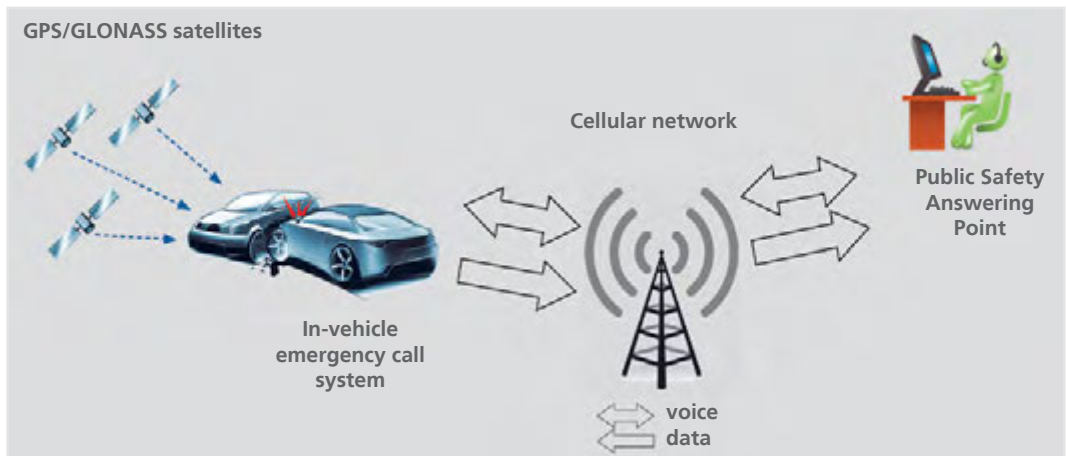 GPS/GLONASS satellites
Cellular network
Public Safety
Answering
Point
In-vehicle
emergency call
system
voice
data